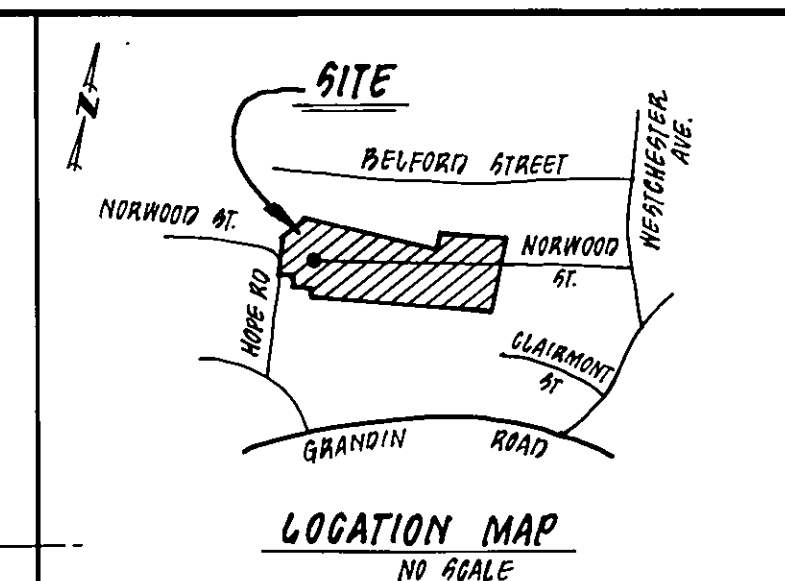 N
SITE
BELFORD STREET
WESTCHESTER
AVE.
NORWOOD ST.
NORWOOD
ST.
HOPE RD
CLAIRMONT
ST
GRANDIN ROAD
LOCATION MAP
NO SCALE